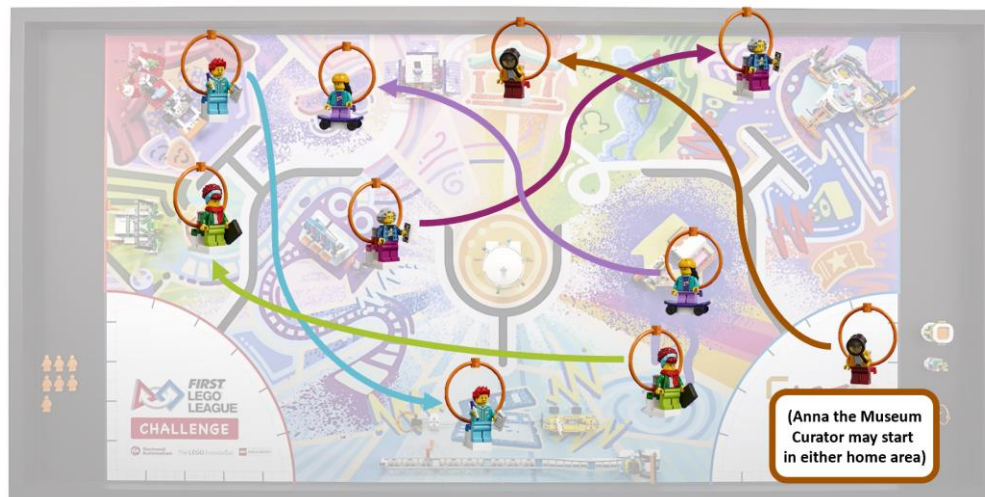 FIRST
LEGO
LEAGUE
CHALLENGE
(Anna the Museum
Curator may start
in either home area)